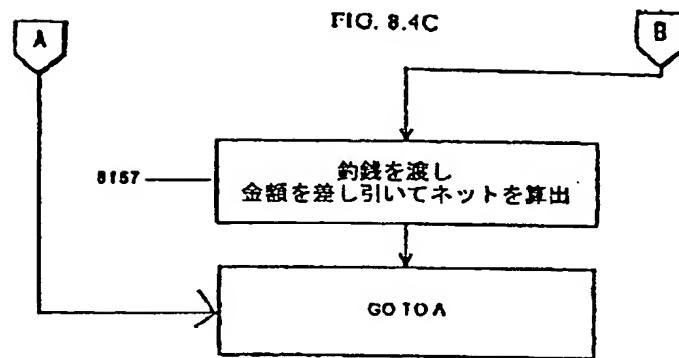 FIG. 8.4C
A
B
8157
釣銭を渡し
金額を差し引いてネットを算出
GO TO A